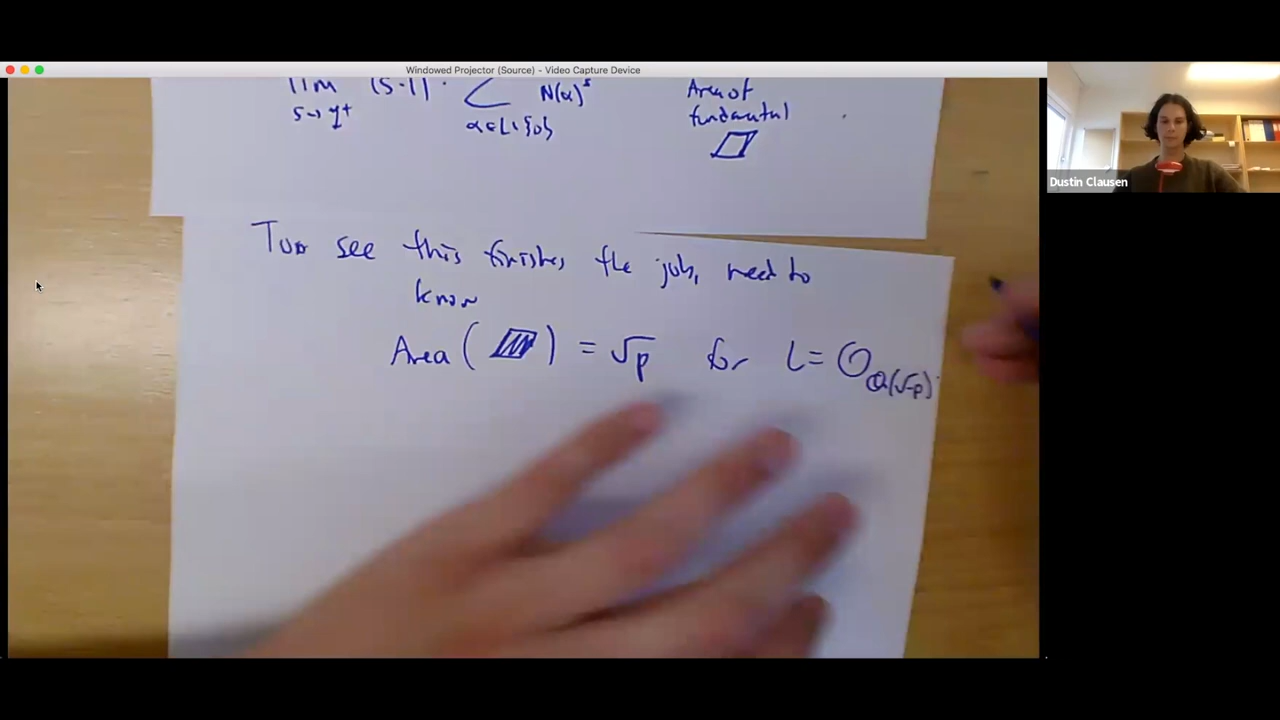 Windowed Projector (Source) - Video Capture Device
lim (s-1) · Σ N(α)^s Area of
s→1+ α∈L\{0} fundamental
Dustin Clausen
see this finishes the job, need to
know
Area ( ) = √p for L = O_Q(√-p)